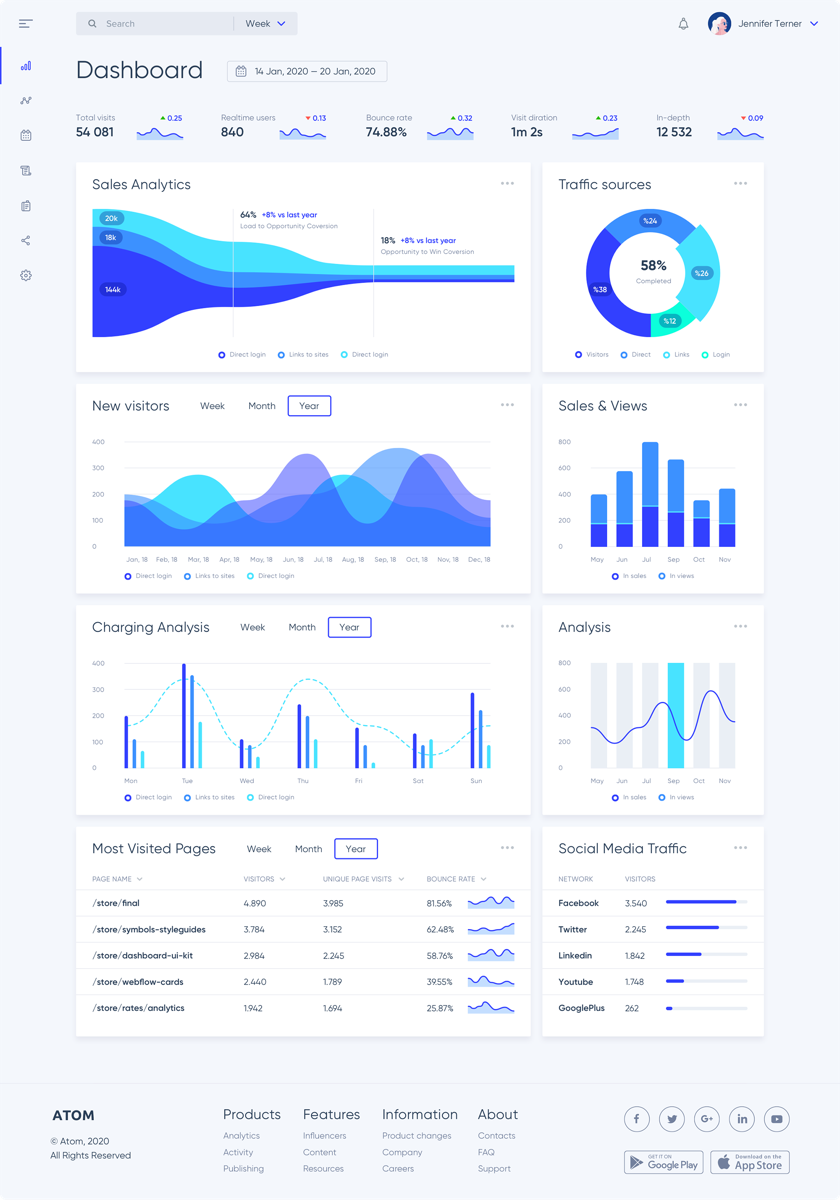 Search
Week
Jennifer Terner
Dashboard
14 Jan, 2020 – 20 Jan, 2020
Total visits
0.25
54 081
Realtime users
0.13
840
Bounce rate
0.32
74.88%
Visit diration
0.23
1m 2s
In-depth
0.09
12 532
Sales Analytics
20k
18k
144k
64% +8% vs last year
Load to Opportunity Coversion
18% +8% vs last year
Opportunity to Win Coversion
Direct login
Links to sites
Direct login
Traffic sources
%24
%26
%38
%12
58%
Completed
Visitors
Direct
Links
Login
New visitors
Week
Month
Year
400
300
200
100
0
Jan, 18 Feb, 18 Mar, 18 Apr, 18 May, 18 Jun, 18 Jul, 18 Aug, 18 Sep, 18 Oct, 18 Nov, 18 Dec, 18
Direct login
Links to sites
Direct login
Sales & Views
800
600
400
200
0
May Jun Jul Sep Oct Nov
In sales
In views
Charging Analysis
Week
Month
Year
400
300
200
100
0
Mon Tue Wed Thu Fri Sat Sun
Direct login
Links to sites
Direct login
Analysis
800
600
400
200
0
May Jun Jul Sep Oct Nov
In sales
In views
Most Visited Pages
Week
Month
Year
PAGE NAME VISITORS UNIQUE PAGE VISITS BOUNCE RATE
/store/final 4.890 3.985 81.56%
/store/symbols-styleguides 3.784 3.152 62.48%
/store/dashboard-ui-kit 2.984 2.245 58.76%
/store/webflow-cards 2.440 1.789 39.55%
/store/rates/analytics 1.942 1.694 25.87%
Social Media Traffic
NETWORK VISITORS
Facebook 3.540
Twitter 2.245
Linkedin 1.842
Youtube 1.748
GooglePlus 262
ATOM
© Atom, 2020
All Rights Reserved
Products
Analytics
Activity
Publishing
Features
Influencers
Content
Resources
Information
Product changes
Company
Careers
About
Contacts
FAQ
Support
GET IT ON
Google Play
Download on the
App Store